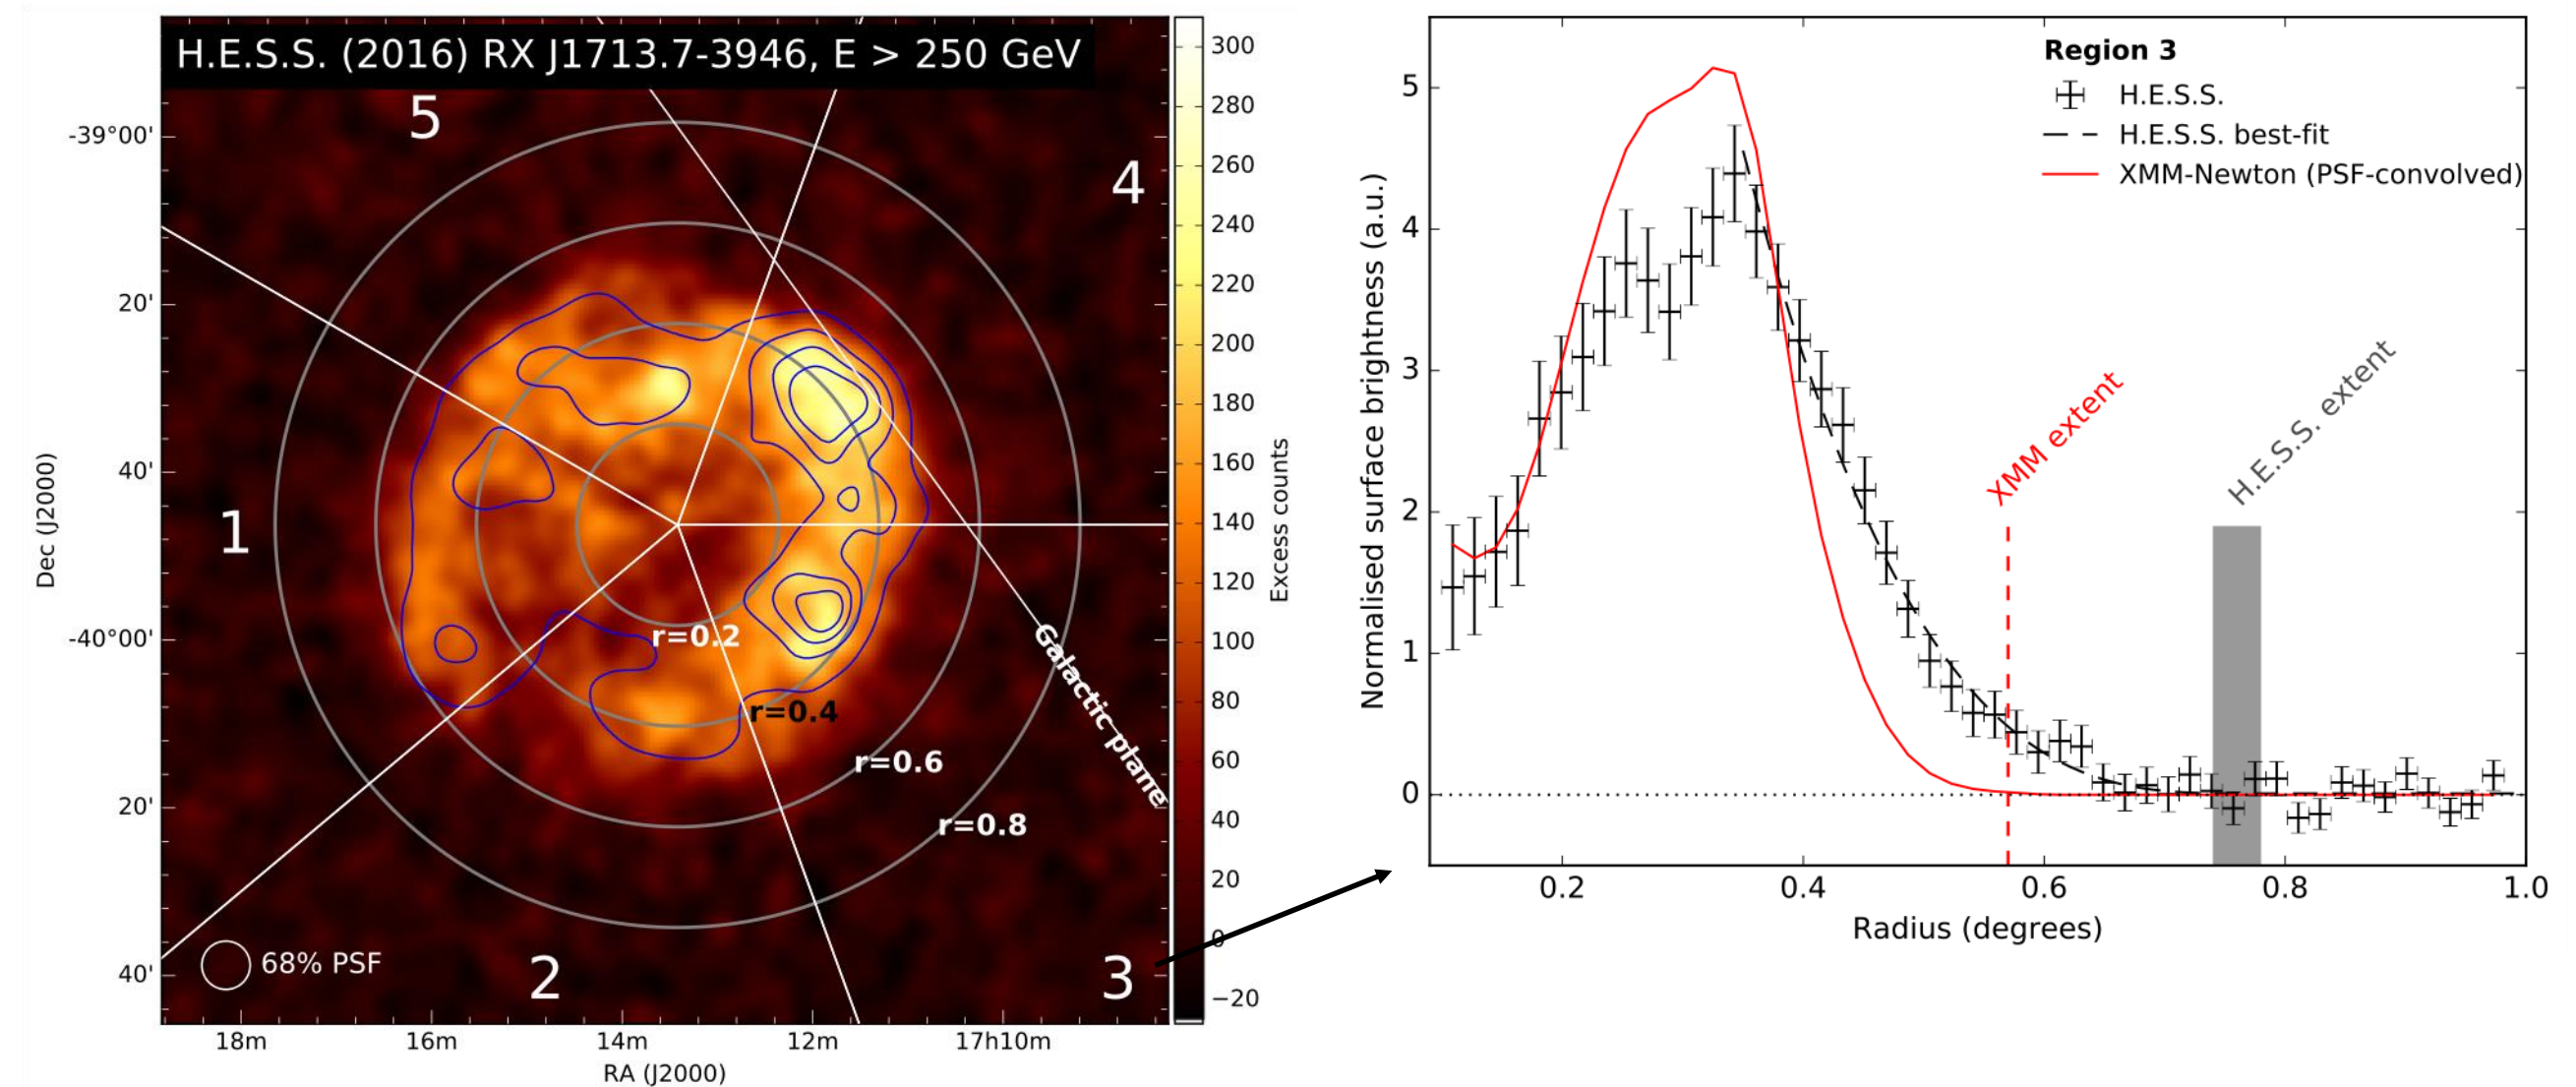 H.E.S.S. (2016) RX J1713.7-3946, E > 250 GeV
5
4
1
2
3
r=0.2
r=0.4
r=0.6
r=0.8
Galactic plane
68% PSF
-39°00'
20'
40'
-40°00'
20'
40'
Dec (J2000)
18m
16m
14m
12m
17h10m
RA (J2000)
300
280
260
240
220
200
180
160
140
120
100
80
60
40
20
0
−20
Excess counts
Region 3
H.E.S.S.
H.E.S.S. best-fit
XMM-Newton (PSF-convolved)
XMM extent
H.E.S.S. extent
5
4
3
2
1
0
Normalised surface brightness (a.u.)
0.2
0.4
0.6
0.8
1.0
Radius (degrees)